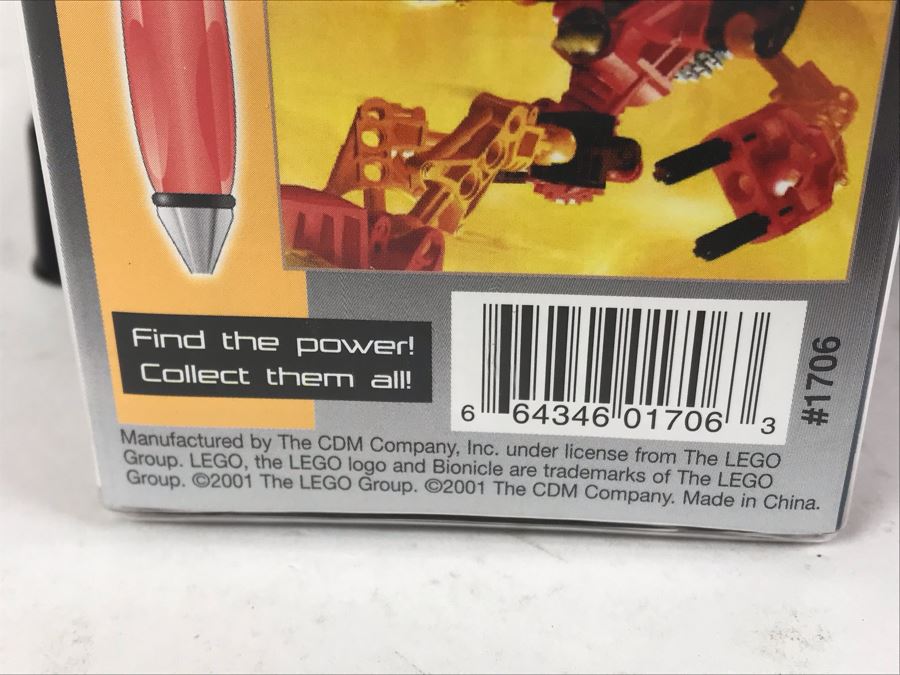 Find the power!
Collect them all!
6 64346 01706 3
#1706
Manufactured by The CDM Company, Inc. under license from The LEGO
Group. LEGO, the LEGO logo and Bionicle are trademarks of The LEGO
Group. ©2001 The LEGO Group. ©2001 The CDM Company. Made in China.